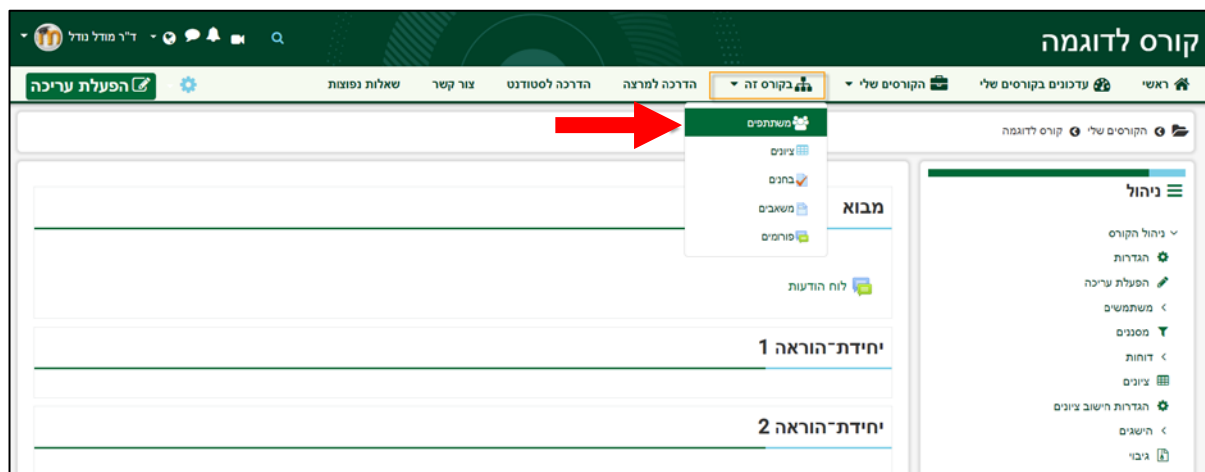 קורס לדוגמה
ד"ר מודל נודל
ראשי
עדכונים בקורסים שלי
הקורסים שלי
בקורס זה
הדרכה למרצה
הדרכה לסטודנט
צור קשר
שאלות נפוצות
הפעלת עריכה
הקורסים שלי
קורס לדוגמה
משתתפים
ציונים
בחנים
משאבים
פורומים
ניהול
ניהול הקורס
הגדרות
הפעלת עריכה
משתמשים
מסננים
דוחות
ציונים
הגדרות חישוב ציונים
הישגים
גיבוי
מבוא
לוח הודעות
יחידת־הוראה 1
יחידת־הוראה 2